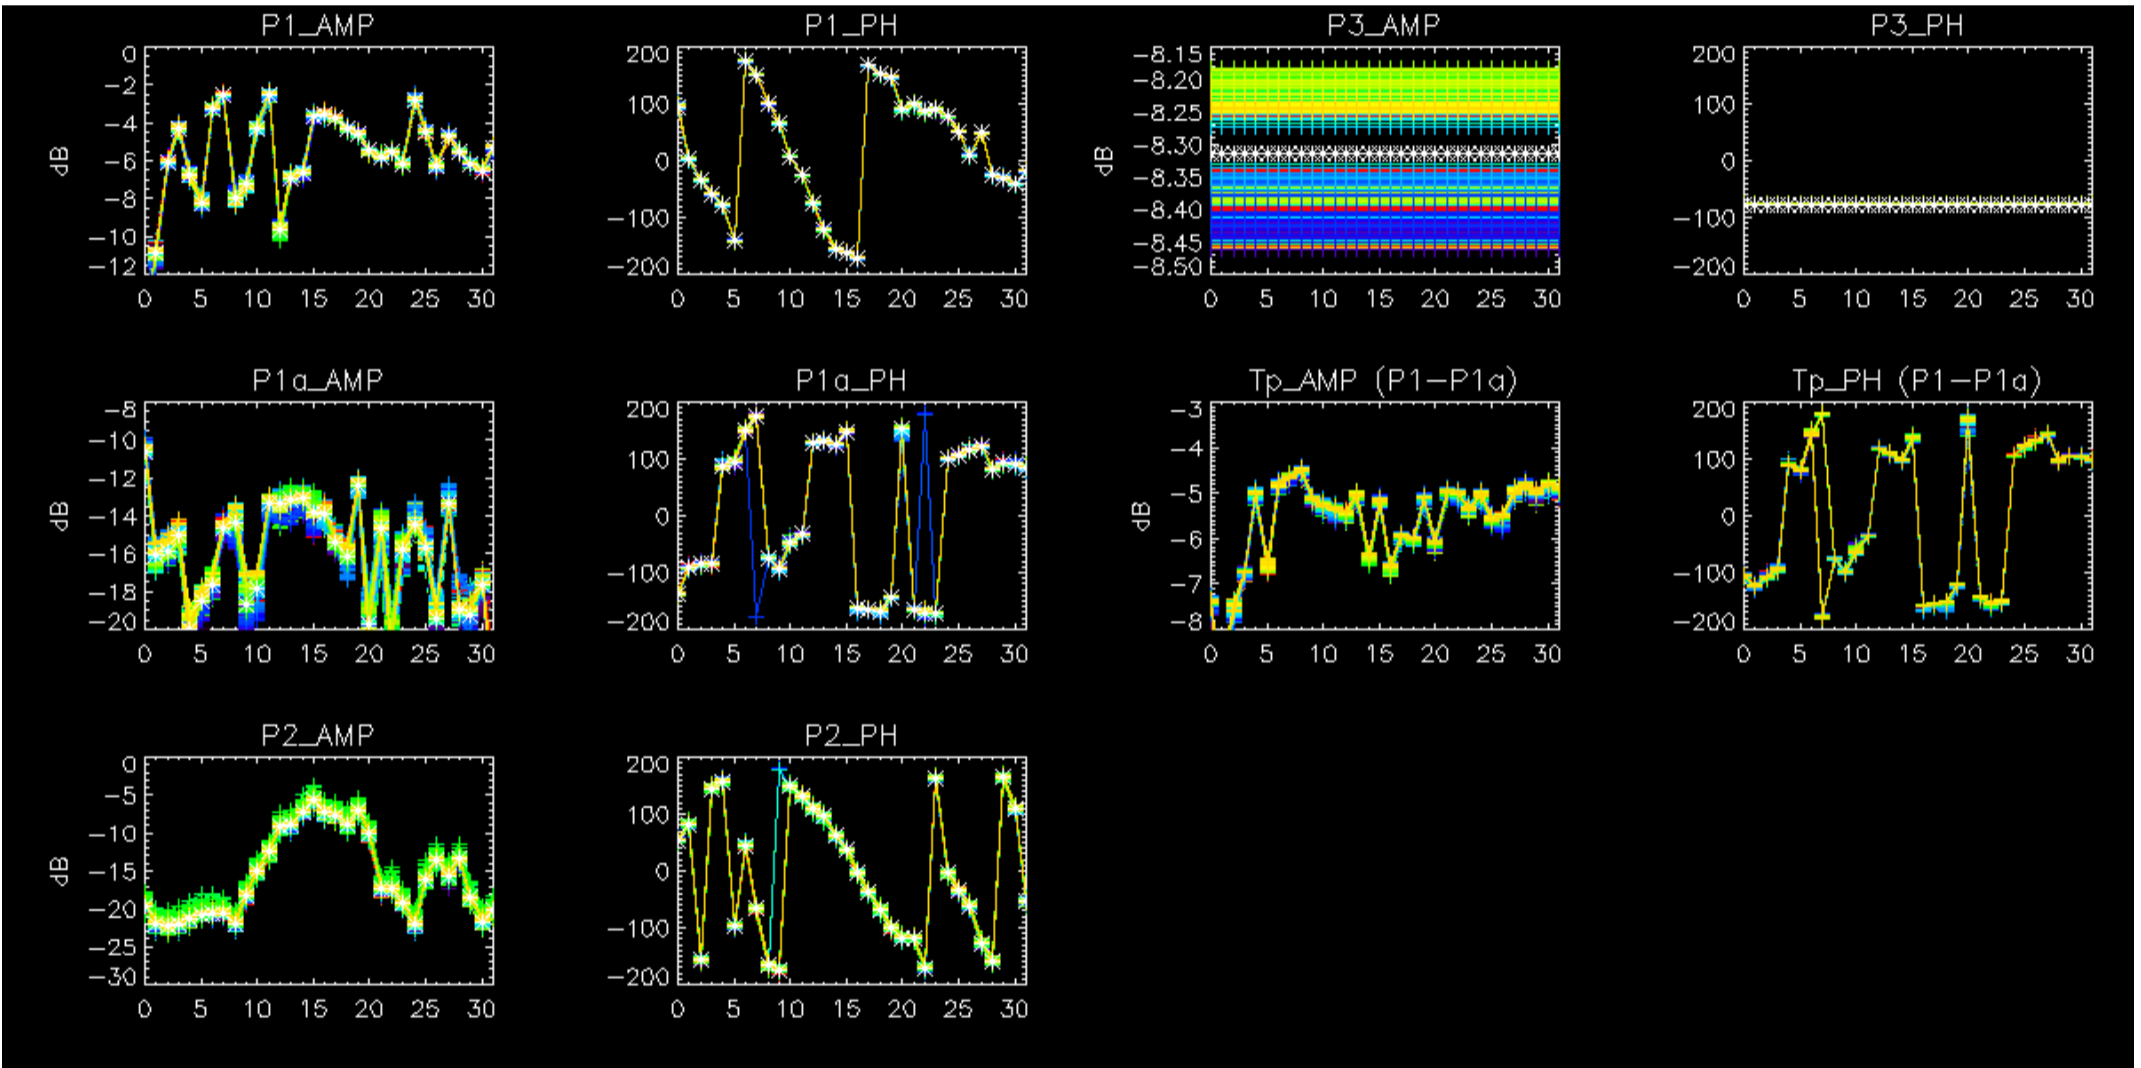 P1_AMP
0
−2
−4
−6
−8
−10
−12
dB
0 5 10 15 20 25 30
P1_PH
200
100
0
−100
−200
0 5 10 15 20 25 30
P3_AMP
−8.15
−8.20
−8.25
−8.30
−8.35
−8.40
−8.45
−8.50
dB
0 5 10 15 20 25 30
P3_PH
200
100
0
−100
−200
0 5 10 15 20 25 30
P1a_AMP
−8
−10
−12
−14
−16
−18
−20
dB
0 5 10 15 20 25 30
P1a_PH
200
100
0
−100
−200
0 5 10 15 20 25 30
Tp_AMP (P1−P1a)
−3
−4
−5
−6
−7
−8
dB
0 5 10 15 20 25 30
Tp_PH (P1−P1a)
200
100
0
−100
−200
0 5 10 15 20 25 30
P2_AMP
0
−5
−10
−15
−20
−25
−30
dB
0 5 10 15 20 25 30
P2_PH
200
100
0
−100
−200
0 5 10 15 20 25 30